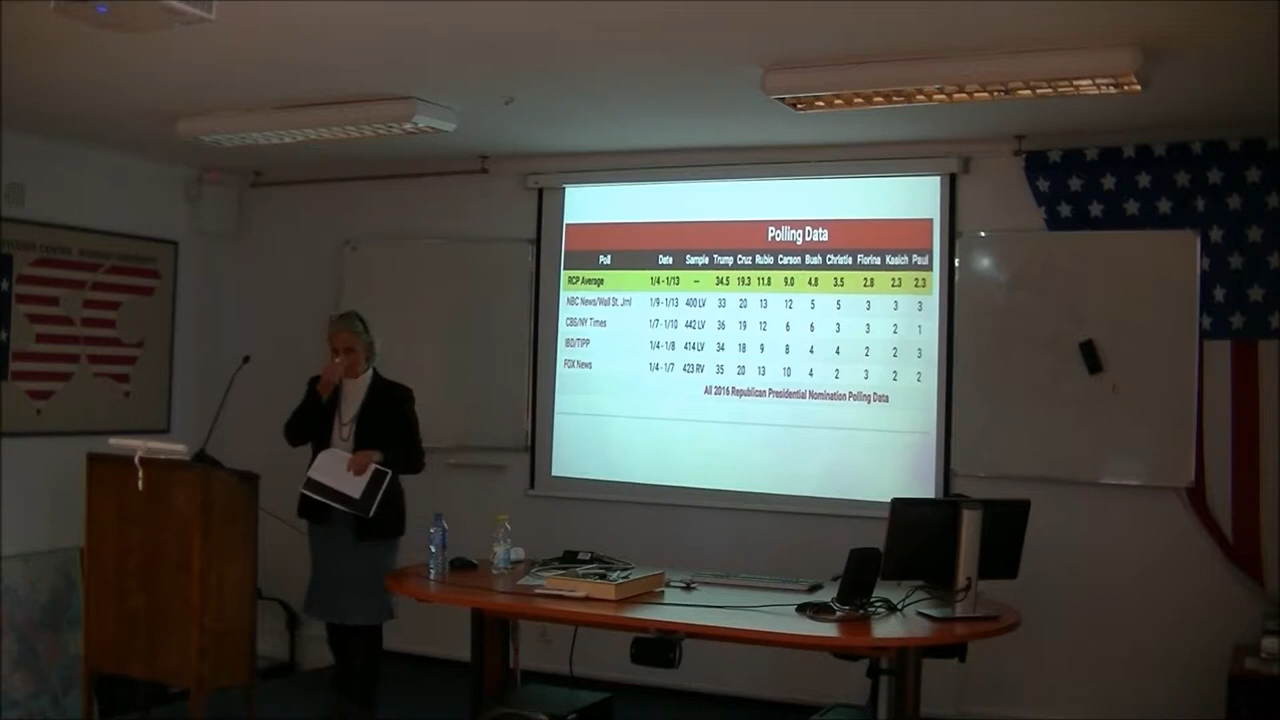 Polling Data
Poll Date Sample Trump Cruz Rubio Carson Bush Christie Fiorina Kasich Paul
RCP Average 1/4 - 1/13 -- 34.5 19.3 11.8 9.0 4.8 3.5 2.8 2.3 2.3
NBC News/Wall St. Jrnl 1/9 - 1/13 400 LV 33 20 13 12 5 5 3 3 3
CBS/NY Times 1/7 - 1/10 442 LV 36 19 12 6 6 3 3 2 1
IBD/TIPP 1/4 - 1/8 414 LV 34 18 9 8 4 4 2 2 3
FOX News 1/4 - 1/7 423 RV 35 20 13 10 4 2 3 2 2
All 2016 Republican Presidential Nomination Polling Data